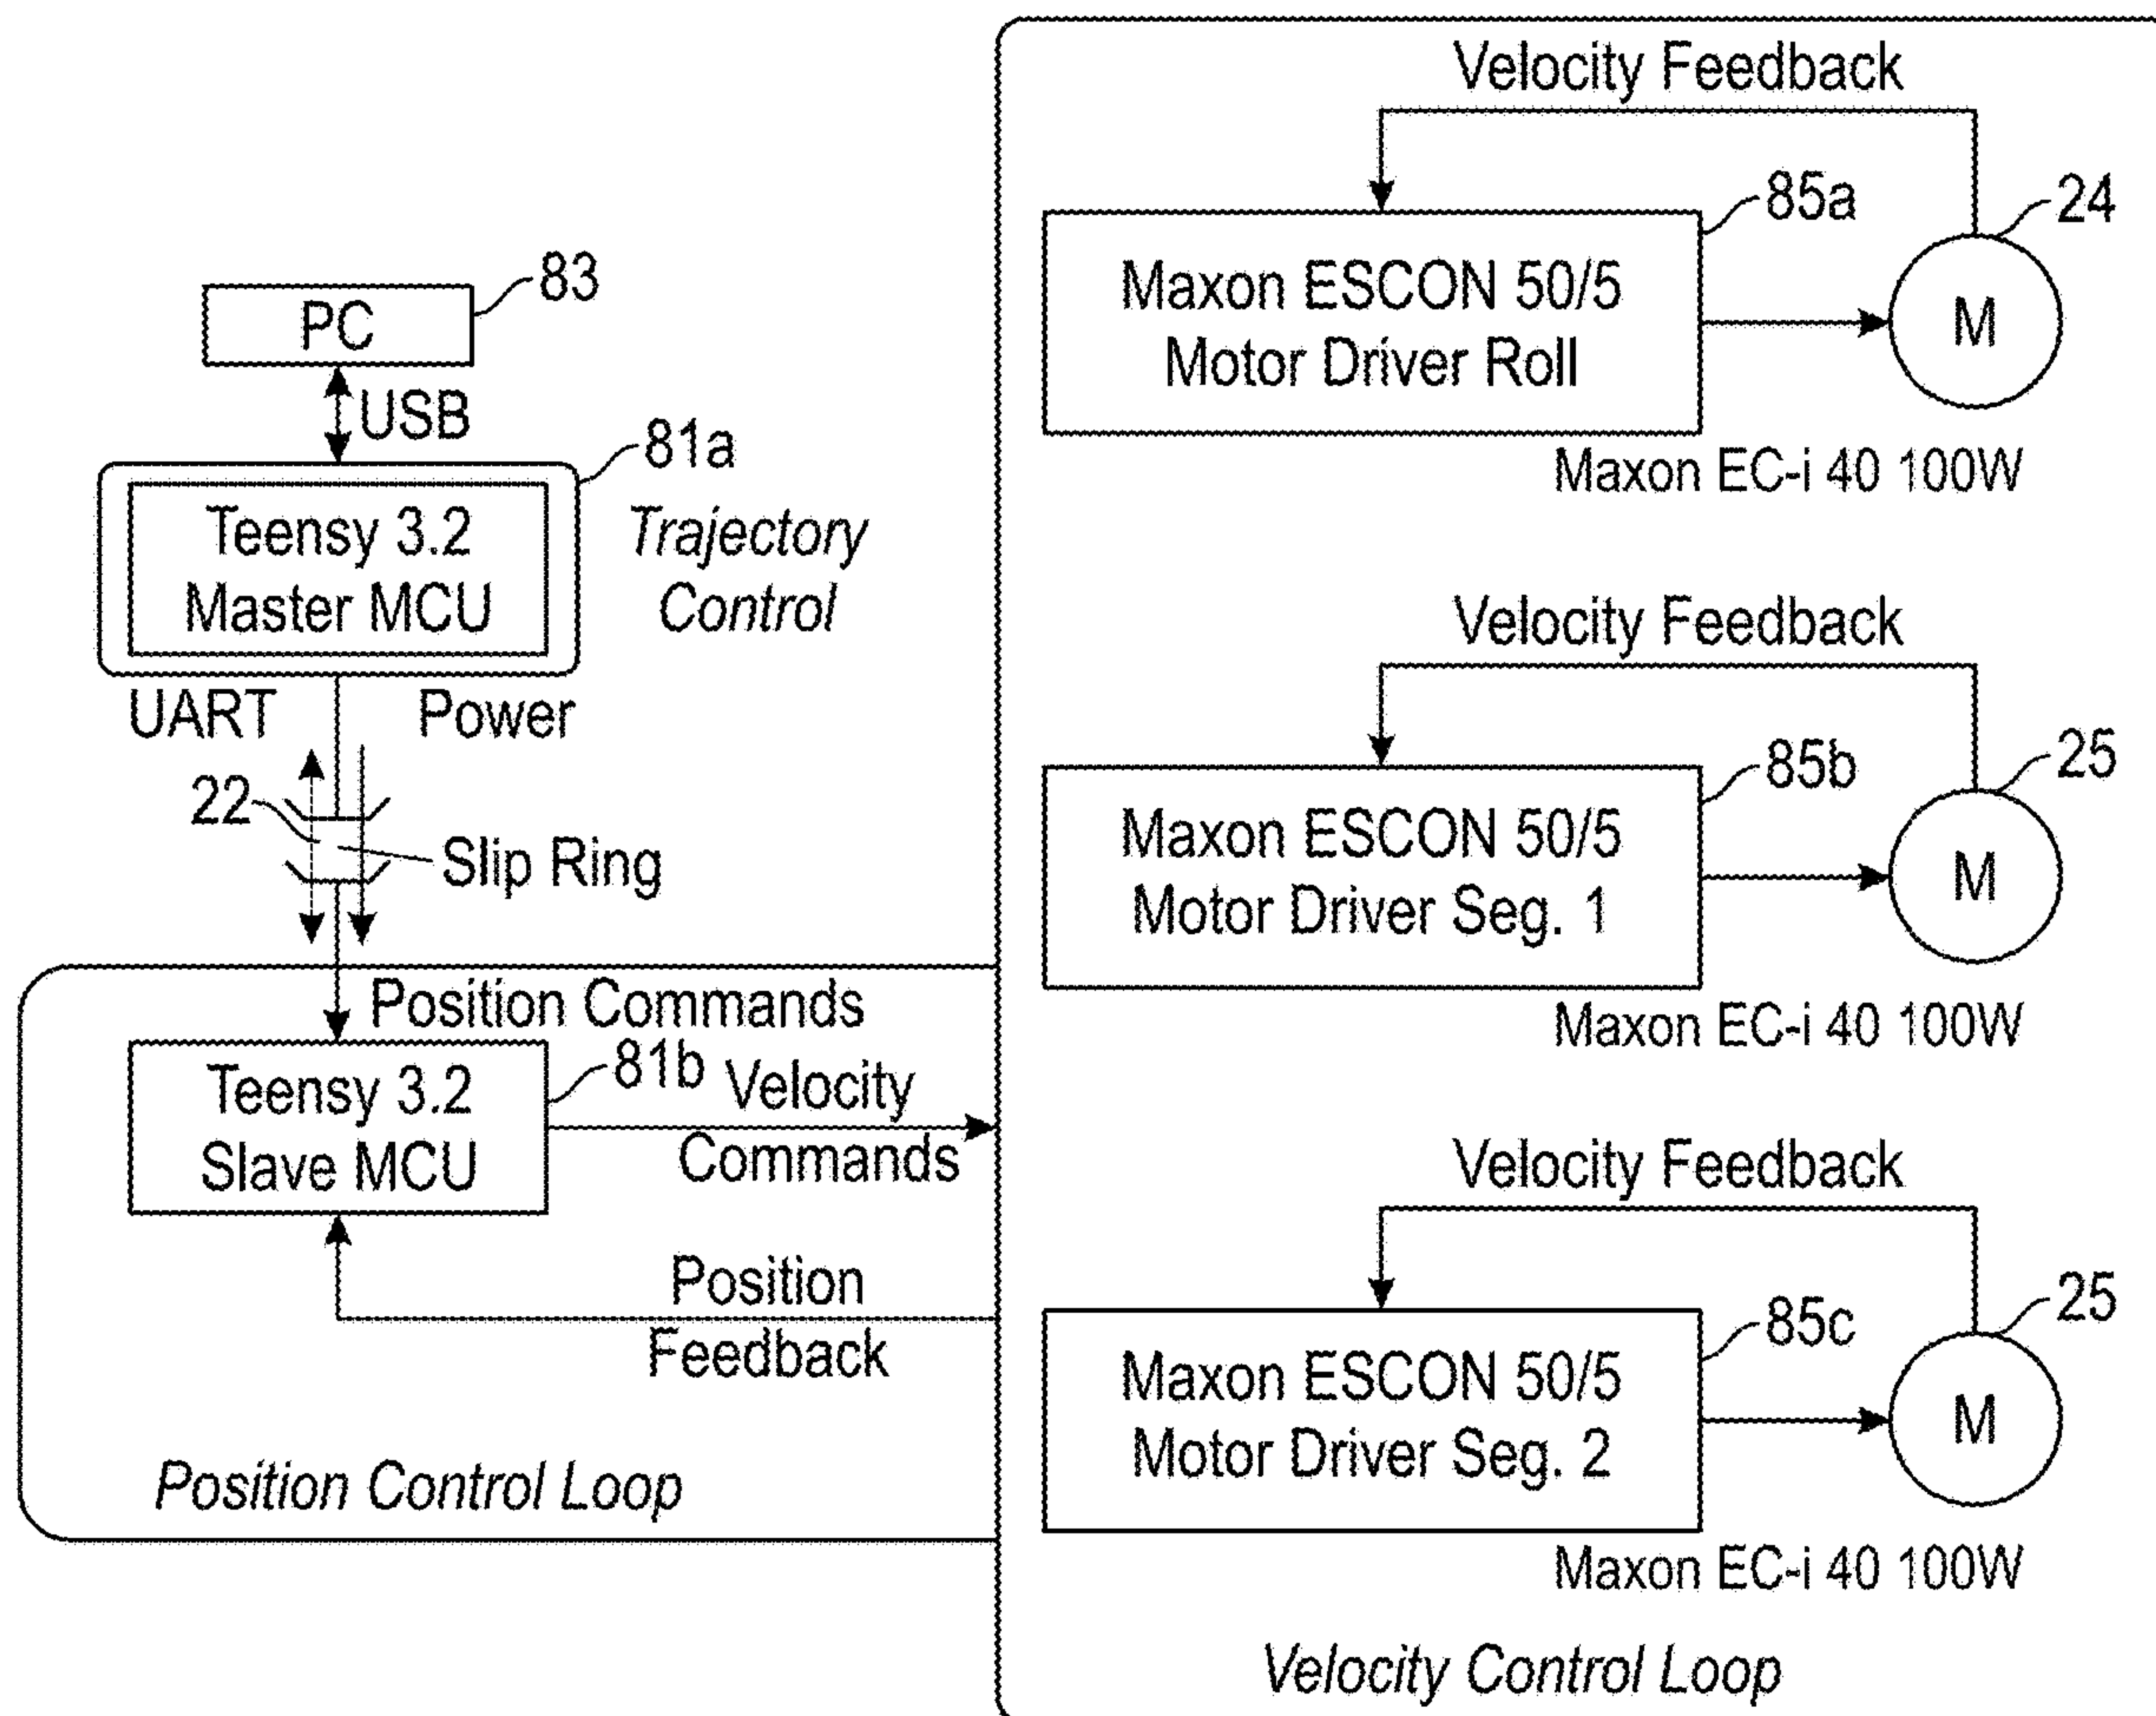 PC
83
USB
81a
Teensy 3.2
Master MCU
Trajectory
Control
UART
Power
22
Slip Ring
Position Commands
Teensy 3.2
Slave MCU
81b
Velocity
Commands
Position
Feedback
Position Control Loop
Velocity Feedback
85a
24
Maxon ESCON 50/5
Motor Driver Roll
M
Maxon EC-i 40 100W
Velocity Feedback
85b
25
Maxon ESCON 50/5
Motor Driver Seg. 1
M
Maxon EC-i 40 100W
Velocity Feedback
85c
25
Maxon ESCON 50/5
Motor Driver Seg. 2
M
Maxon EC-i 40 100W
Velocity Control Loop